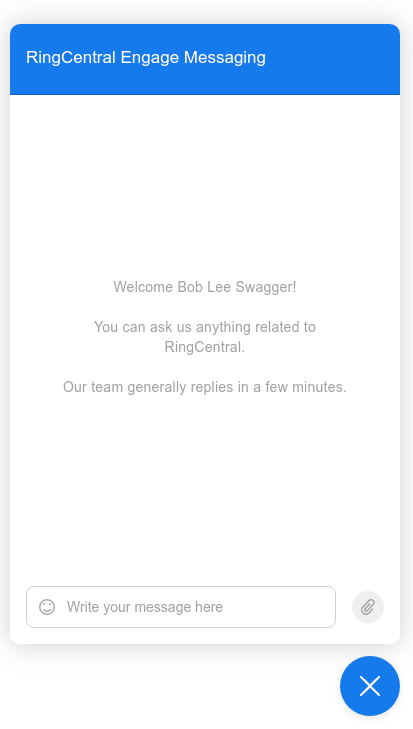 RingCentral Engage Messaging
Welcome Bob Lee Swagger!
You can ask us anything related to
RingCentral.
Our team generally replies in a few minutes.
Write your message here